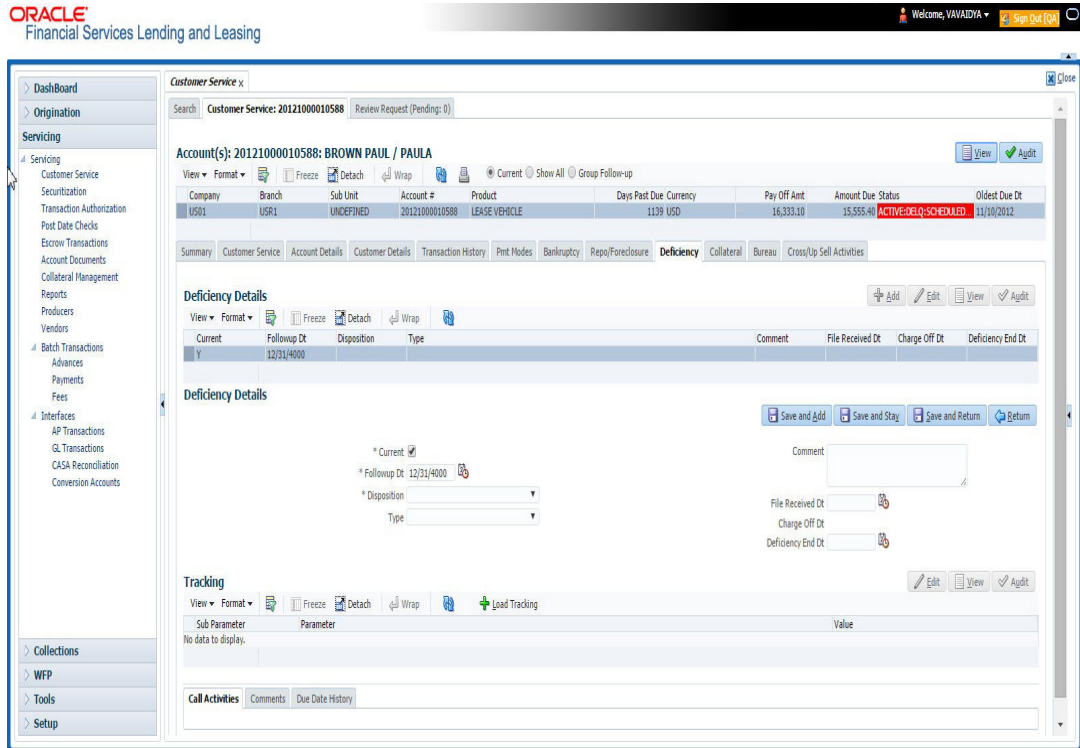 ORACLE
Financial Services Lending and Leasing
Welcome, VAVAIDYA
Sign Out [QA]
Close
DashBoard
Origination
Servicing
Servicing
Customer Service
Securitization
Transaction Authorization
Post Date Checks
Escrow Transactions
Account Documents
Collateral Management
Reports
Producers
Vendors
Batch Transactions
Advances
Payments
Fees
Interfaces
AP Transactions
GL Transactions
CASA Reconciliation
Conversion Accounts
Collections
WFP
Tools
Setup
Customer Service x
Search Customer Service: 20121000010588 Review Request (Pending: 0)
Account(s): 20121000010588: BROWN PAUL / PAULA
View Audit
View Format Freeze Detach Wrap Current Show All Group Follow-up
Company Branch Sub Unit Account # Product Days Past Due Currency Pay Off Amt Amount Due Status Oldest Due Dt
US01 USR1 UNDEFINED 20121000010588 LEASE VEHICLE 1139 USD 16,333.10 15,555.40 ACTIVE:DELQ:SCHEDULED... 11/10/2012
Summary Customer Service Account Details Customer Details Transaction History Pmt Modes Bankruptcy Repo/Foreclosure Deficiency Collateral Bureau Cross/Up Sell Activities
Deficiency Details
Add Edit View Audit
View Format Freeze Detach Wrap
Current Followup Dt Disposition Type Comment File Received Dt Charge Off Dt Deficiency End Dt
Y 12/31/4000
Deficiency Details
Save and Add Save and Stay Save and Return Return
* Current
* Followup Dt 12/31/4000
* Disposition
Type
Comment
File Received Dt
Charge Off Dt
Deficiency End Dt
Tracking
Edit View Audit
View Format Freeze Detach Wrap Load Tracking
Sub Parameter Parameter Value
No data to display.
Call Activities Comments Due Date History